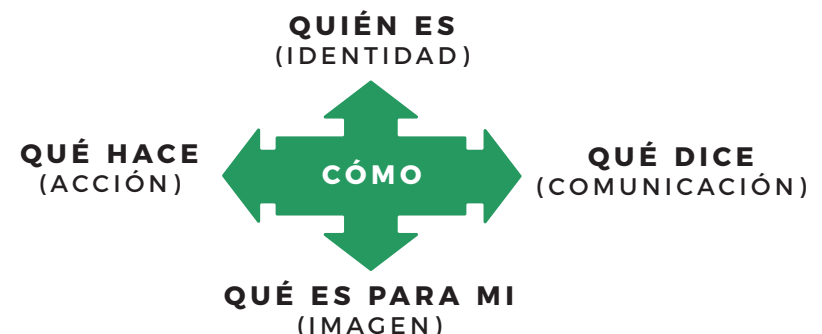 QUIÉN ES
(IDENTIDAD)
QUÉ HACE
(ACCIÓN)
CÓMO
QUÉ DICE
(COMUNICACIÓN)
QUÉ ES PARA MI
(IMAGEN)